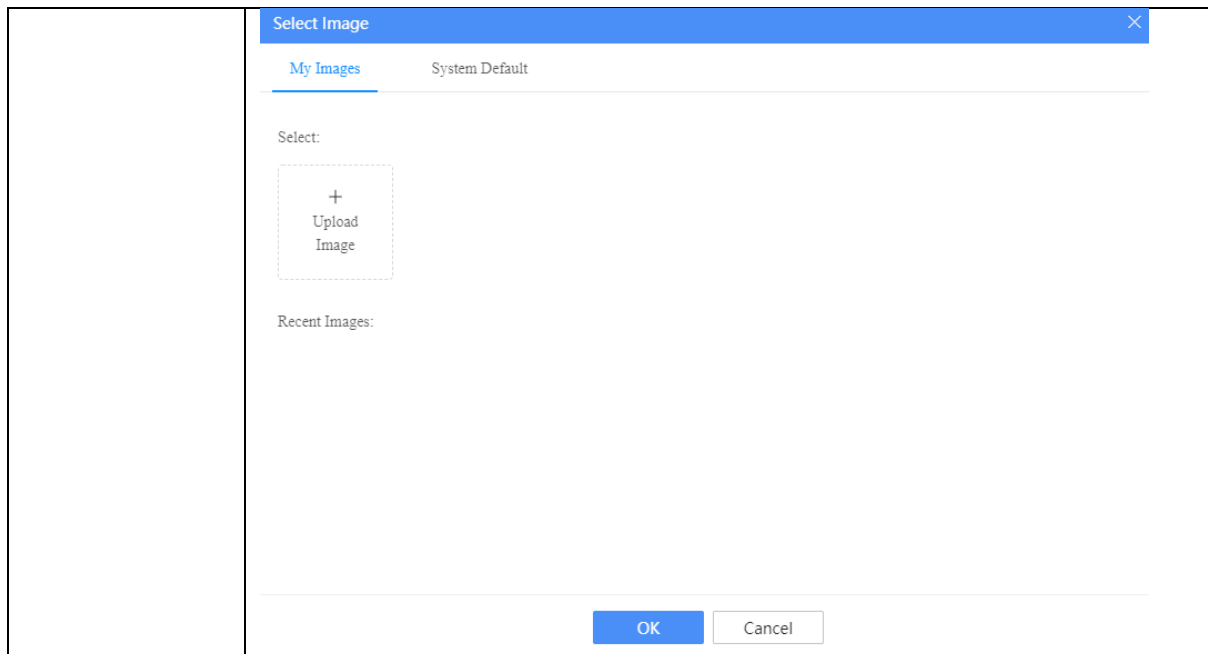 Select Image
My Images System Default
Select:
+
Upload
Image
Recent Images:
OK Cancel